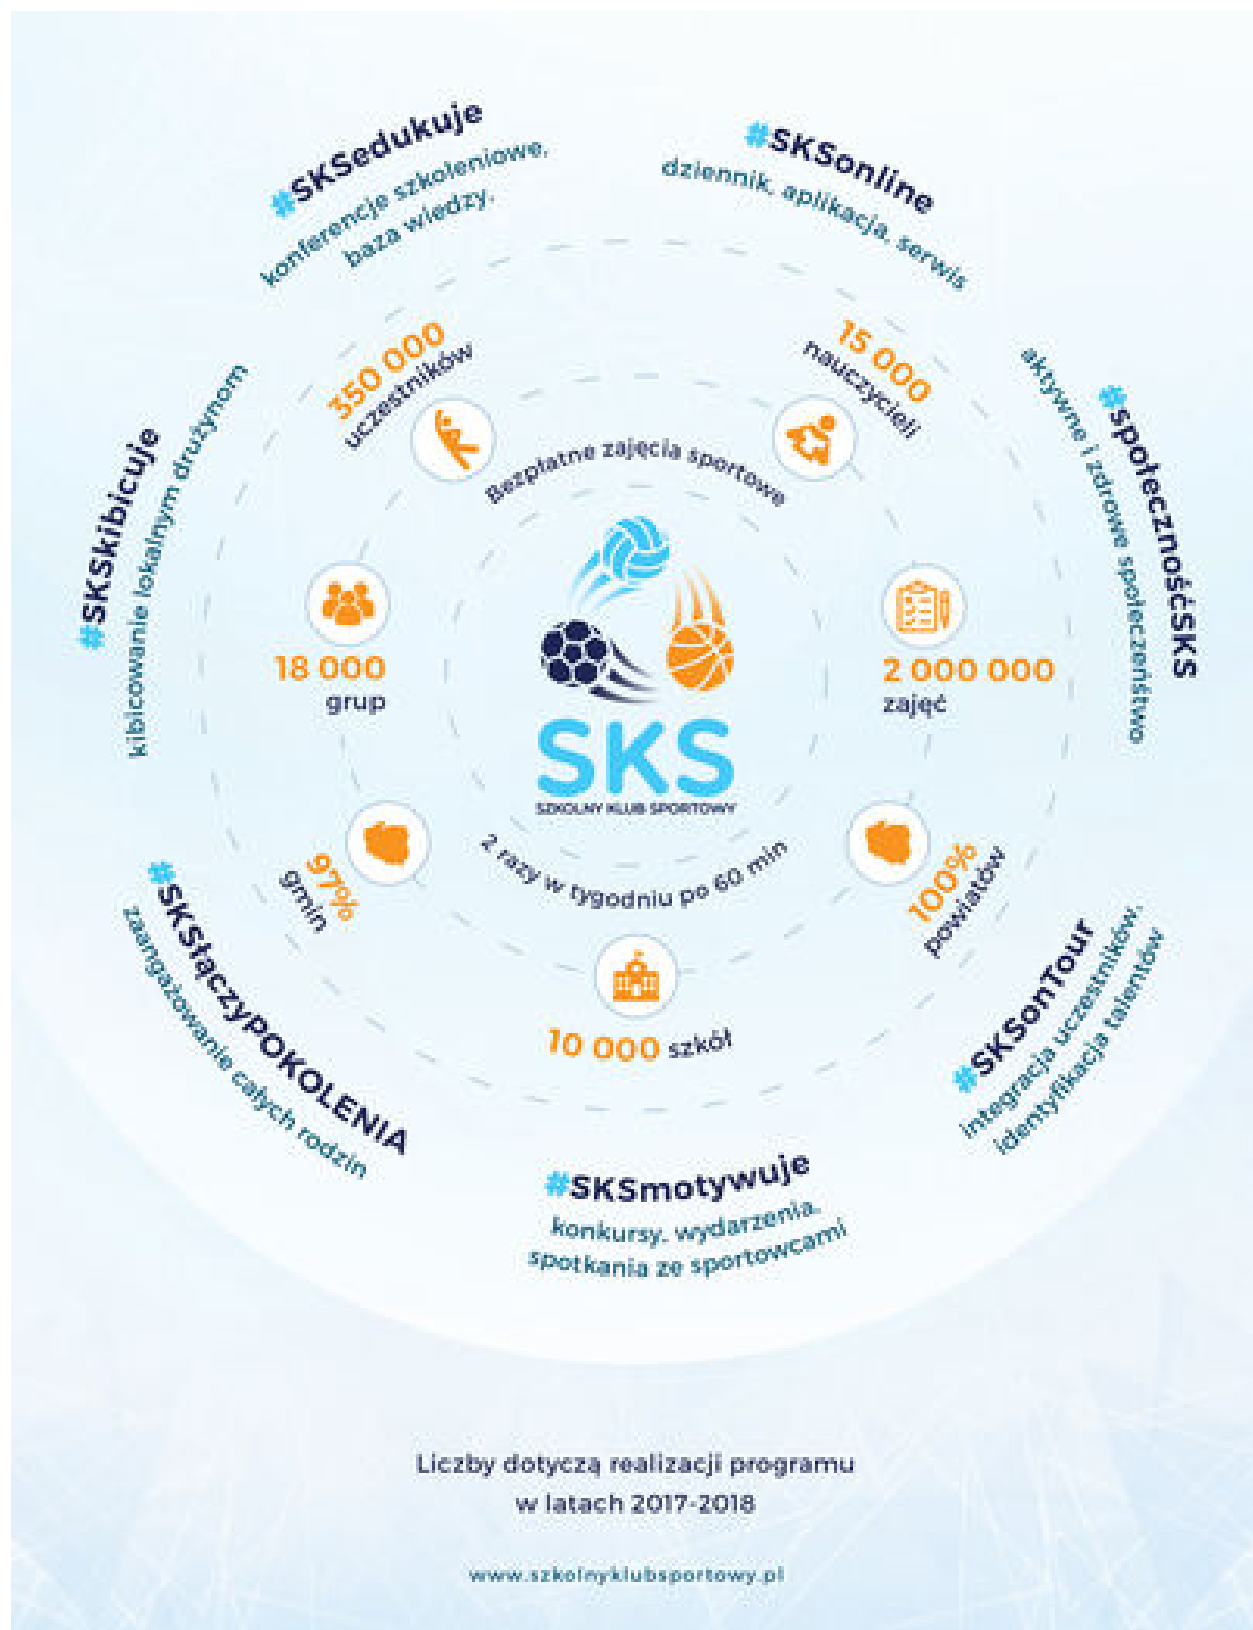 #SKSedukuje
konferencje szkoleniowe,
baza wiedzy,
#SKSonline
dziennik, aplikacja, serwis
#społecznośćSKS
aktywne i zdrowe społeczeństwo
#SKSonTour
integracja uczestników,
identyfikacja talentów
#SKSmotywuje
konkursy, wydarzenia,
spotkania ze sportowcami
#SKSłączyPOKOLENIA
zaangażowanie całych rodzin
#SKSkibicuje
kibicowanie lokalnym drużynom
350 000
uczestników
15 000
nauczycieli
2 000 000
zajęć
100%
powiatów
10 000 szkół
97%
gmin
18 000
grup
Bezpłatne zajęcia sportowe
SKS
SZKOLNY KLUB SPORTOWY
2 razy w tygodniu po 60 min
Liczby dotyczą realizacji programu
w latach 2017-2018
www.szkolnyklubsportowy.pl